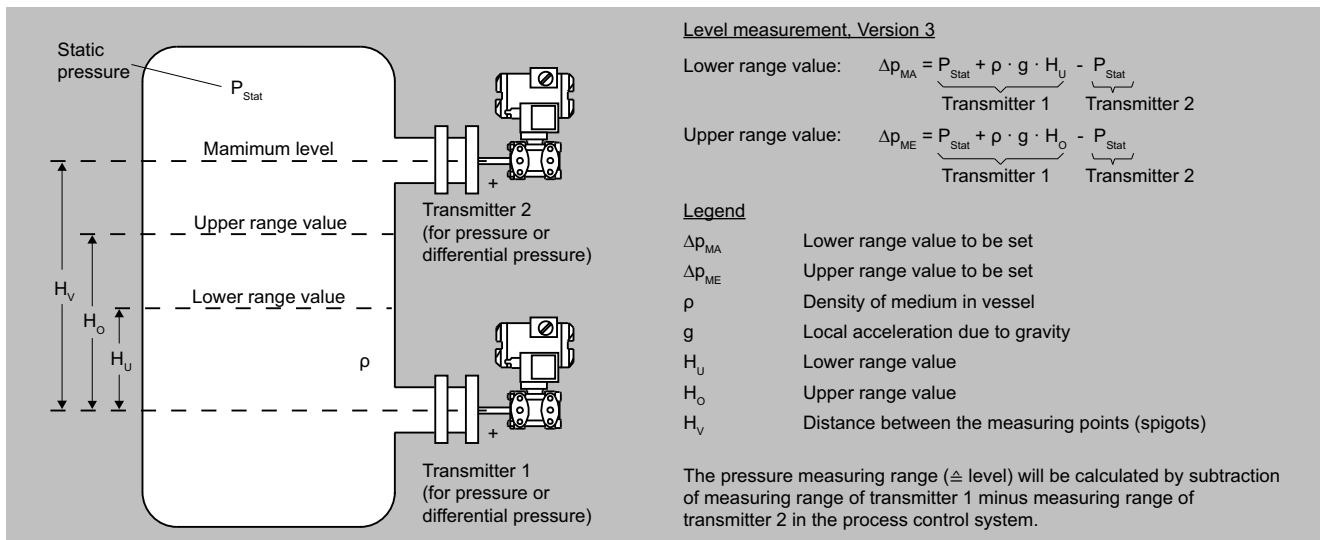 Static
pressure
P_Stat
Mamimum level
Upper range value
Lower range value
H_V
H_O
H_U
ρ
+
Transmitter 2
(for pressure or
differential pressure)
+
Transmitter 1
(for pressure or
differential pressure)
Level measurement, Version 3
Lower range value: Δp_MA = P_Stat + ρ · g · H_U - P_Stat
Transmitter 1 Transmitter 2
Upper range value: Δp_ME = P_Stat + ρ · g · H_O - P_Stat
Transmitter 1 Transmitter 2
Legend
Δp_MA Lower range value to be set
Δp_ME Upper range value to be set
ρ Density of medium in vessel
g Local acceleration due to gravity
H_U Lower range value
H_O Upper range value
H_V Distance between the measuring points (spigots)
The pressure measuring range (≙ level) will be calculated by subtraction
of measuring range of transmitter 1 minus measuring range of
transmitter 2 in the process control system.